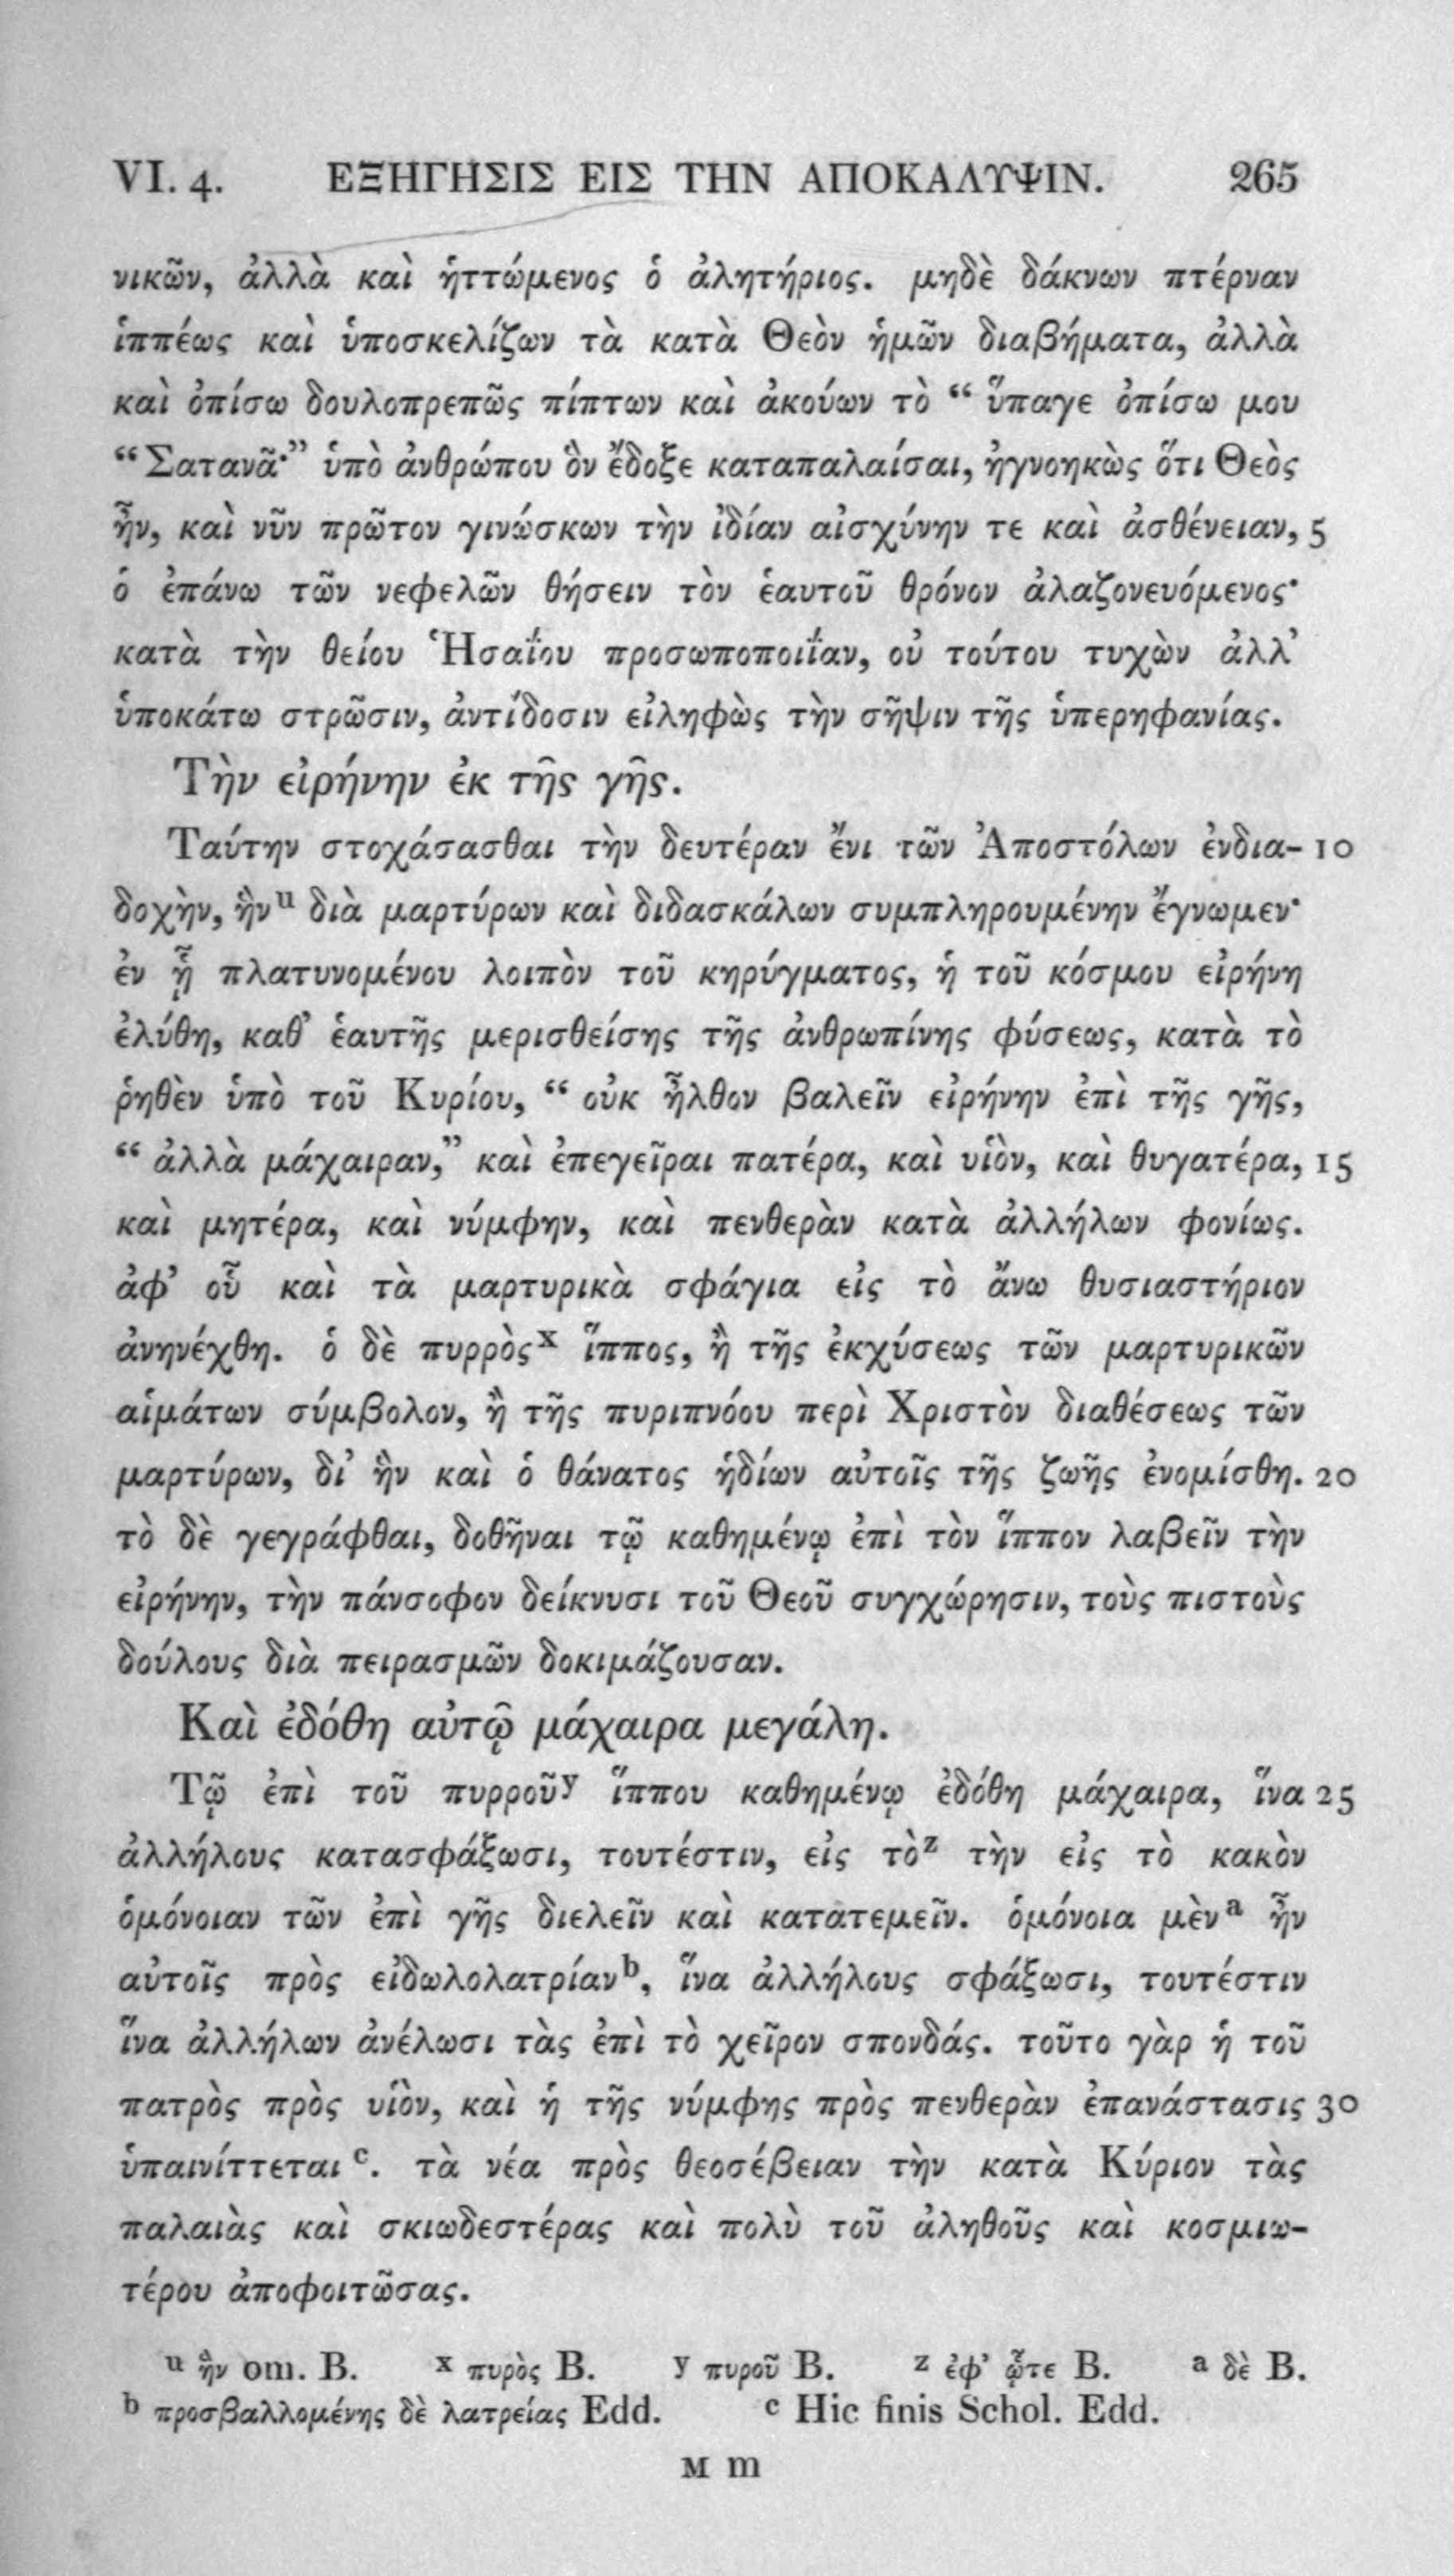 VI. 4. ΕΞΗΓΗΣΙΣ ΕΙΣ ΤΗΝ ΑΠΟΚΑΛΥΨΙΝ. 265
νικῶν, ἀλλὰ καὶ ἡττώμενος ὁ ἀλητήριος. μηδὲ δάκνων πτέρναν
ἱππέως καὶ ὑποσκελίζων τὰ κατὰ Θεὸν ἡμῶν διαβήματα, ἀλλὰ
καὶ ὀπίσω δουλοπρεπῶς πίπτων καὶ ἀκούων τὸ “ ὕπαγε ὀπίσω μου
“ Σατανᾶ·” ὑπὸ ἀνθρώπου ὃν ἔδοξε καταπαλαίσαι, ἠγνοηκὼς ὅτι Θεὸς
ἦν, καὶ νῦν πρῶτον γινώσκων τὴν ἰδίαν αἰσχύνην τε καὶ ἀσθένειαν, 5
ὁ ἐπάνω τῶν νεφελῶν θήσειν τὸν ἑαυτοῦ θρόνον ἀλαζονευόμενος·
κατὰ τὴν θείου Ἡσαΐου προσωποποιΐαν, οὐ τούτου τυχὼν ἀλλ’
ὑποκάτω στρῶσιν, ἀντίδοσιν εἰληφὼς τὴν σῆψιν τῆς ὑπερηφανίας.
Τὴν εἰρήνην ἐκ τῆς γῆς.
Ταύτην στοχάσασθαι τὴν δευτέραν ἔνι τῶν Ἀποστόλων ἐνδια- 10
δοχὴν, ἣνu διὰ μαρτύρων καὶ διδασκάλων συμπληρουμένην ἔγνωμεν·
ἐν ᾗ πλατυνομένου λοιπὸν τοῦ κηρύγματος, ἡ τοῦ κόσμου εἰρήνη
ἐλύθη, καθ’ ἑαυτῆς μερισθείσης τῆς ἀνθρωπίνης φύσεως, κατὰ τὸ
ῥηθὲν ὑπὸ τοῦ Κυρίου, “ οὐκ ἦλθον βαλεῖν εἰρήνην ἐπὶ τῆς γῆς,
“ ἀλλὰ μάχαιραν,” καὶ ἐπεγεῖραι πατέρα, καὶ υἱὸν, καὶ θυγατέρα, 15
καὶ μητέρα, καὶ νύμφην, καὶ πενθερὰν κατὰ ἀλλήλων φονίως.
ἀφ’ οὗ καὶ τὰ μαρτυρικὰ σφάγια εἰς τὸ ἄνω θυσιαστήριον
ἀνηνέχθη. ὁ δὲ πυρρὸςx ἵππος, ἢ τῆς ἐκχύσεως τῶν μαρτυρικῶν
αἱμάτων σύμβολον, ἢ τῆς πυριπνόου περὶ Χριστὸν διαθέσεως τῶν
μαρτύρων, δι’ ἣν καὶ ὁ θάνατος ἡδίων αὐτοῖς τῆς ζωῆς ἐνομίσθη. 20
τὸ δὲ γεγράφθαι, δοθῆναι τῷ καθημένῳ ἐπὶ τὸν ἵππον λαβεῖν τὴν
εἰρήνην, τὴν πάνσοφον δείκνυσι τοῦ Θεοῦ συγχώρησιν, τοὺς πιστοὺς
δούλους διὰ πειρασμῶν δοκιμάζουσαν.
Καὶ ἐδόθη αὐτῷ μάχαιρα μεγάλη.
Τῷ ἐπὶ τοῦ πυρροῦy ἵππου καθημένῳ ἐδόθη μάχαιρα, ἵνα 25
ἀλλήλους κατασφάξωσι, τουτέστιν, εἰς τὸz τὴν εἰς τὸ κακὸν
ὁμόνοιαν τῶν ἐπὶ γῆς διελεῖν καὶ κατατεμεῖν. ὁμόνοια μὲνa ἦν
αὐτοῖς πρὸς εἰδωλολατρίανb, ἵνα ἀλλήλους σφάξωσι, τουτέστιν
ἵνα ἀλλήλων ἀνέλωσι τὰς ἐπὶ τὸ χεῖρον σπονδάς. τοῦτο γὰρ ἡ τοῦ
πατρὸς πρὸς υἱὸν, καὶ ἡ τῆς νύμφης πρὸς πενθερὰν ἐπανάστασις 30
ὑπαινίττεται c. τὰ νέα πρὸς θεοσέβειαν τὴν κατὰ Κύριον τὰς
παλαιὰς καὶ σκιωδεστέρας καὶ πολὺ τοῦ ἀληθοῦς καὶ κοσμιω-
τέρου ἀποφοιτῶσας.
u ἣν om. B. x πυρὸς B. y πυροῦ B. z ἐφ’ ᾧτε B. a δὲ B.
b προσβαλλομένης δὲ λατρείας Edd. c Hic finis Schol. Edd.
M m